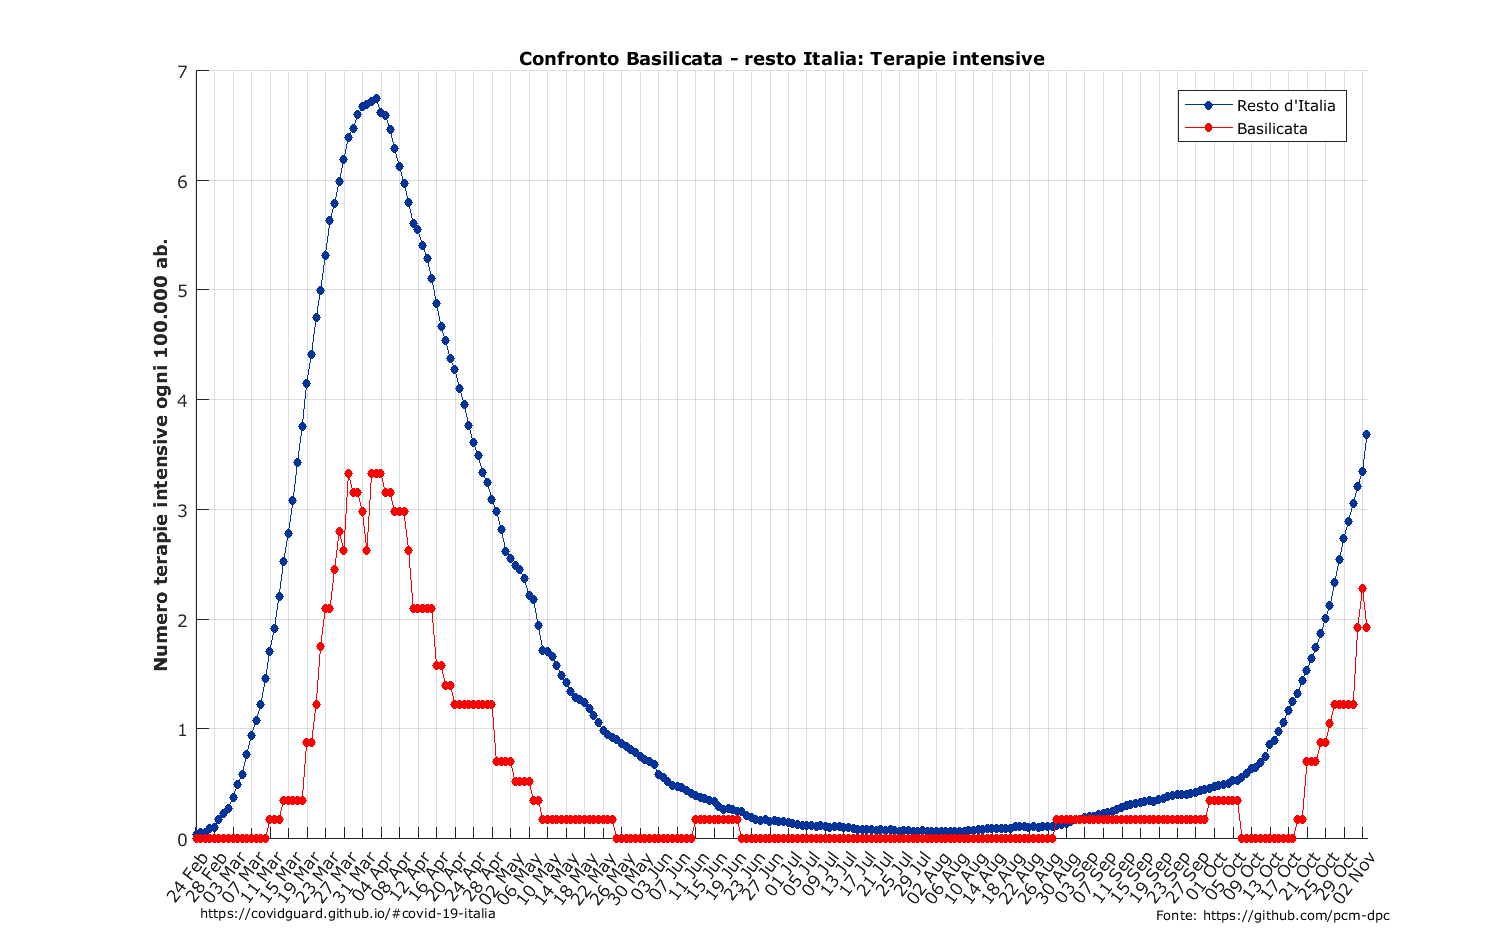 Confronto Basilicata - resto Italia: Terapie intensive
Resto d'Italia
Basilicata
Numero terapie intensive ogni 100.000 ab.
7
6
5
4
3
2
1
0
24 Feb
28 Feb
03 Mar
07 Mar
11 Mar
15 Mar
19 Mar
23 Mar
27 Mar
31 Mar
04 Apr
08 Apr
12 Apr
16 Apr
20 Apr
24 Apr
28 Apr
02 May
06 May
10 May
14 May
18 May
22 May
26 May
30 May
03 Jun
07 Jun
11 Jun
15 Jun
19 Jun
23 Jun
27 Jun
01 Jul
05 Jul
09 Jul
13 Jul
17 Jul
21 Jul
25 Jul
29 Jul
02 Aug
06 Aug
10 Aug
14 Aug
18 Aug
22 Aug
26 Aug
30 Aug
03 Sep
07 Sep
11 Sep
15 Sep
19 Sep
23 Sep
27 Sep
01 Oct
05 Oct
09 Oct
13 Oct
17 Oct
21 Oct
25 Oct
29 Oct
02 Nov
https://covidguard.github.io/#covid-19-italia
Fonte: https://github.com/pcm-dpc